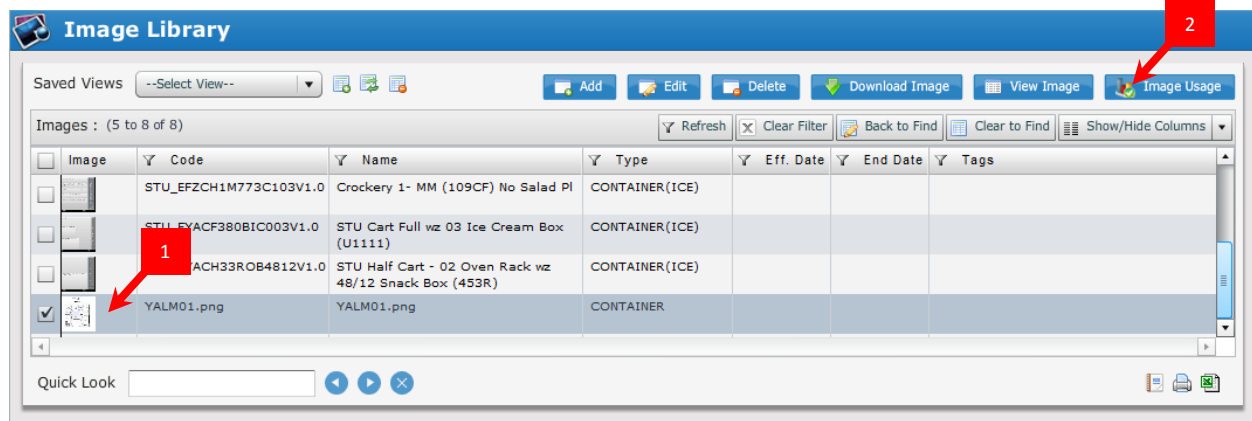 Image Library
2
Saved Views --Select View-- Add Edit Delete Download Image View Image Image Usage
Images : (5 to 8 of 8) Refresh Clear Filter Back to Find Clear to Find Show/Hide Columns
Image Code Name Type Eff. Date End Date Tags
STU_EFZCH1M773C103V1.0 Crockery 1- MM (109CF) No Salad Pl CONTAINER(ICE)
STU_EYACF380BIC003V1.0 STU Cart Full wz 03 Ice Cream Box CONTAINER(ICE)
(U1111)
1
STU Half Cart - 02 Oven Rack wz CONTAINER(ICE)
48/12 Snack Box (453R)
YALM01.png YALM01.png CONTAINER
Quick Look